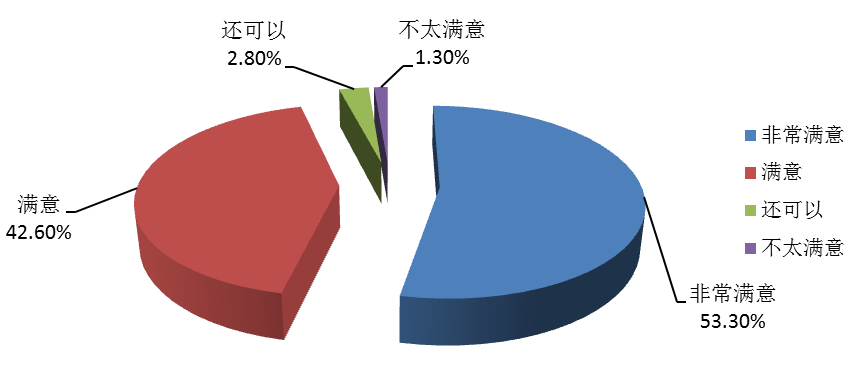 还可以
2.80%
不太满意
1.30%
满意
42.60%
非常满意
53.30%
非常满意
满意
还可以
不太满意